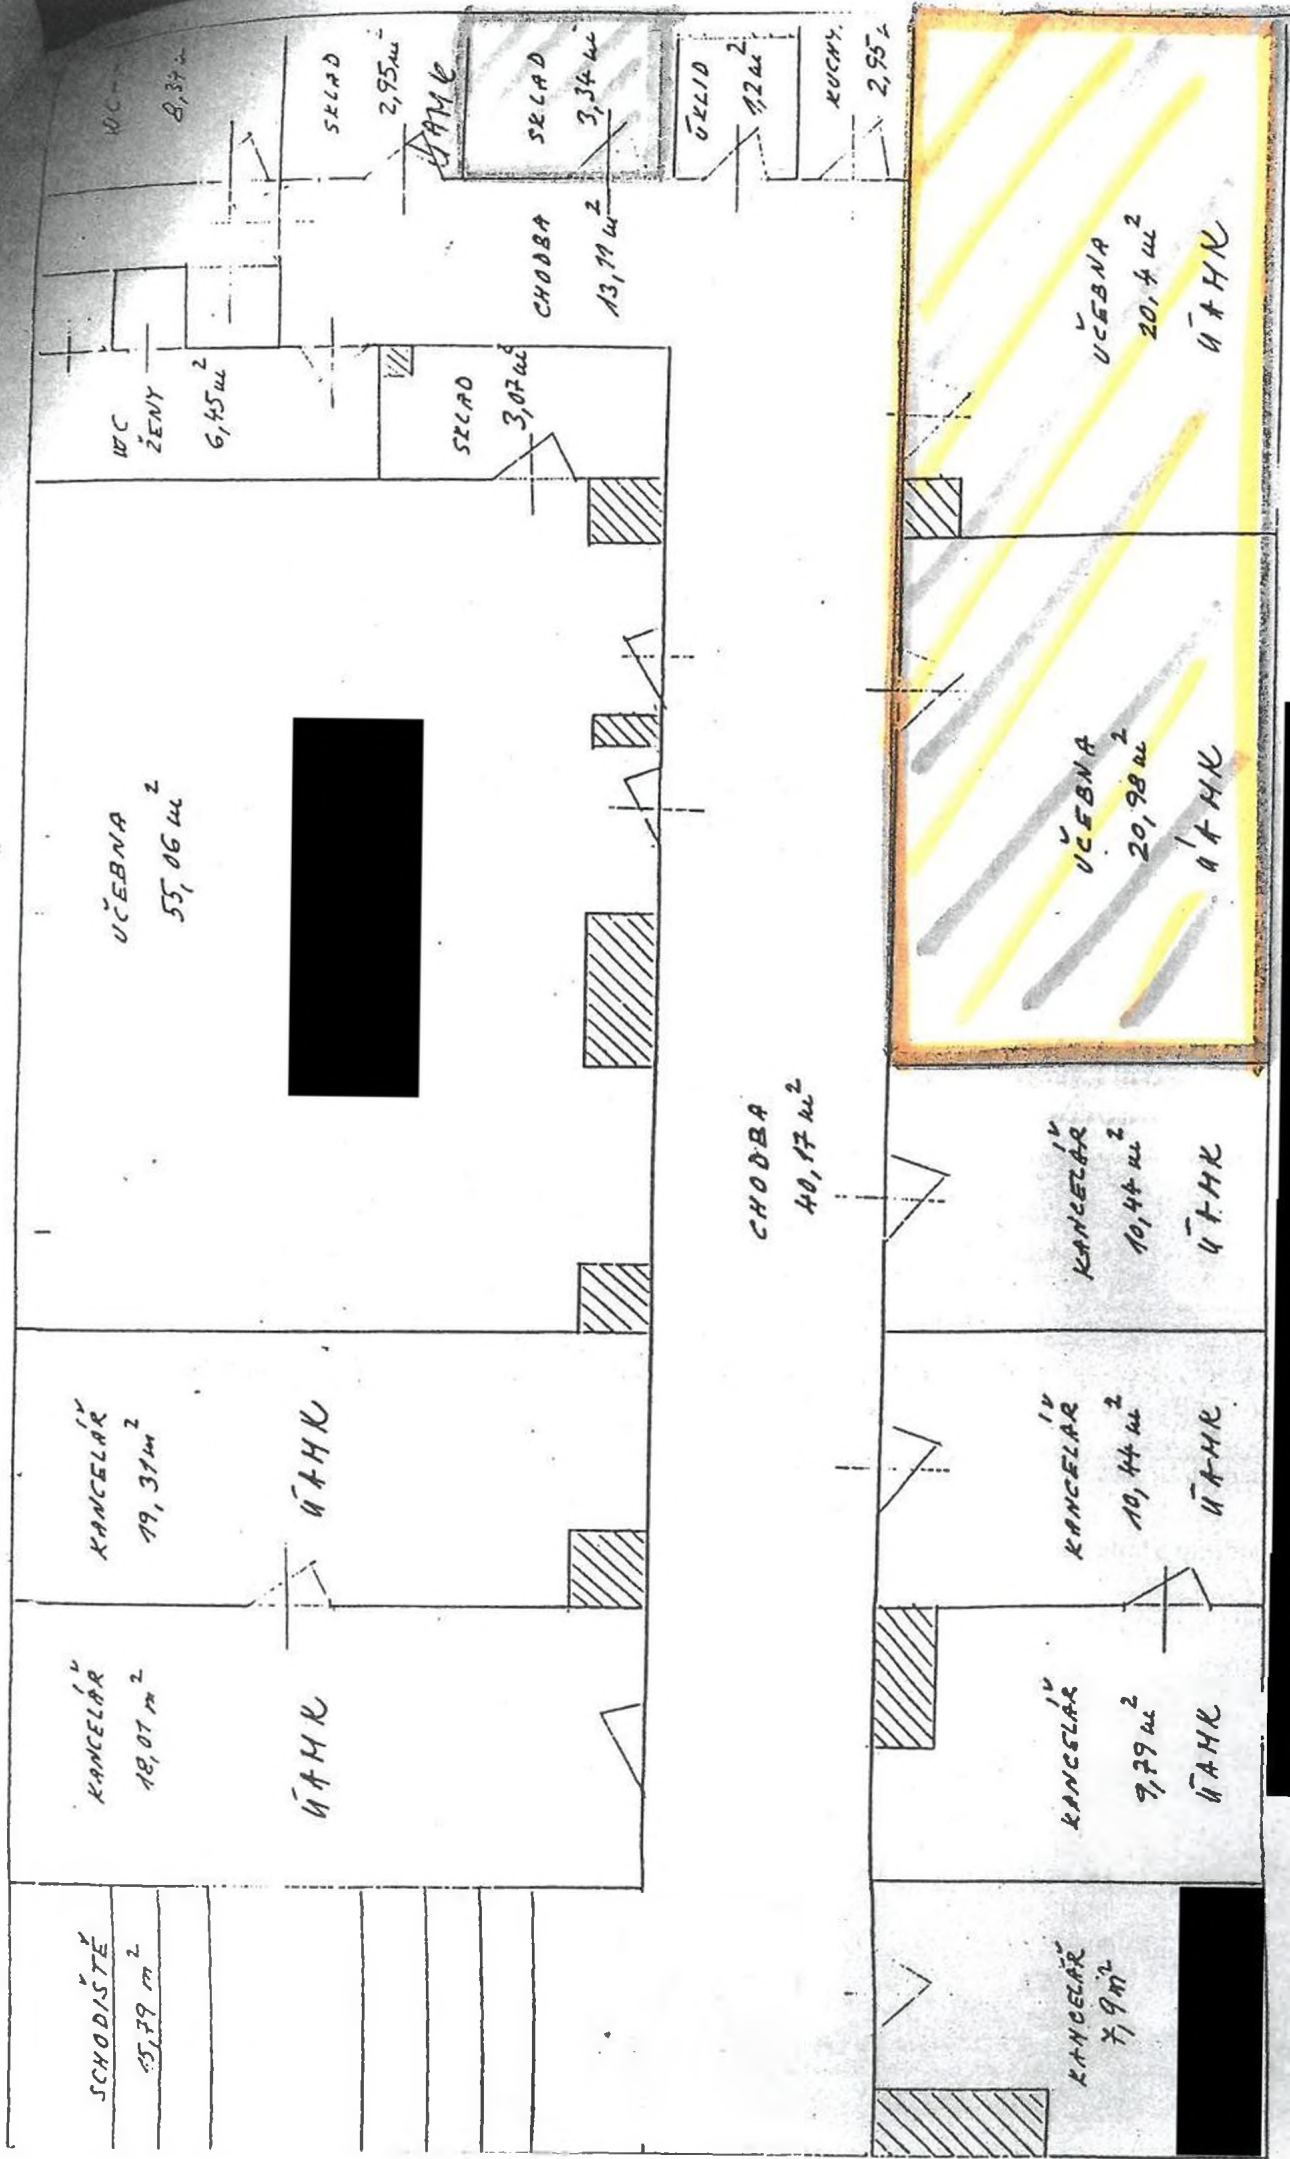 SCHODIŠTĚ
15,79 m²
KANCELÁŘ
18,01 m²
ÚAMK
KANCELÁŘ
19,31 m²
ÚAMK
UČEBNA
55,06 m²
WC
ŽENY
6,45 m²
SKLAD
3,07 m²
WC
8,34
SKLAD
2,95 m²
ÚAMK
SKLAD
3,34 m²
ÚKLID
1,2 m²
KUCHY.
2,95
CHODBA
13,11 m²
CHODBA
40,17 m²
KANCELÁŘ
7,9 m²
KANCELÁŘ
9,79 m²
ÚAMK
KANCELÁŘ
10,44 m²
ÚAMK
KANCELÁŘ
10,44 m²
ÚAMK
UČEBNA
20,98 m²
ÚAMK
UČEBNA
20,4 m²
ÚAMK